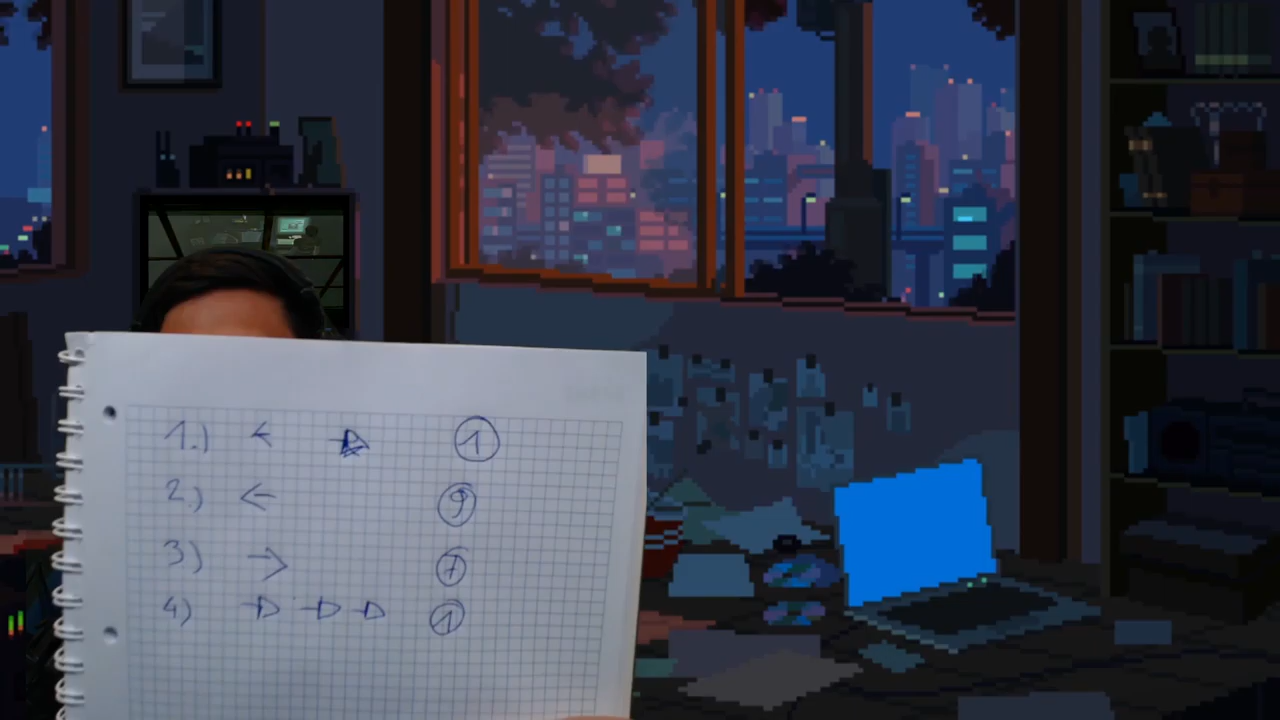 1.) ← ①
2.) ← ⑨
3) → ⑦
4) -D -D -D ①